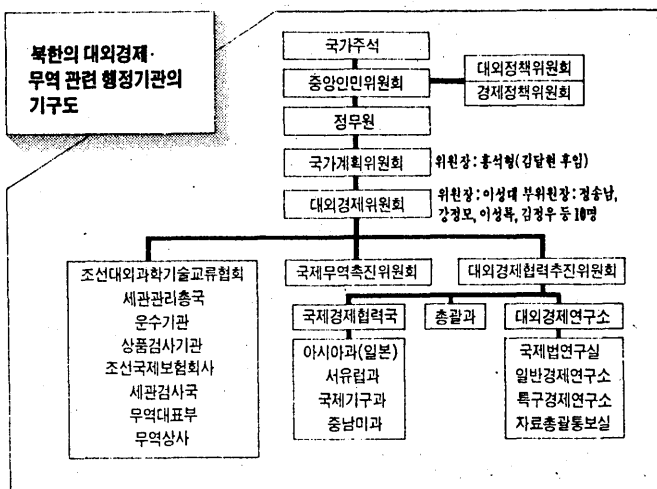 북한의 대외경제·
무역 관련 행정기관의
기구도
국가주석
중앙인민위원회
대외정책위원회
경제정책위원회
정무원
국가계획위원회
위원장:홍석형(김달현 후임)
대외경제위원회
위원장:이성대 부위원장:정송남,
강정모, 이성록, 김정우 등 10명
조선대외과학기술교류협회
세관관리총국
운수기관
상품검사기관
조선국제보험회사
세관검사국
무역대표부
무역상사
국제무역촉진위원회
대외경제협력추진위원회
국제경제협력국
총괄과
대외경제연구소
아시아과(일본)
서유럽과
국제기구과
중남미과
국제법연구실
일반경제연구소
특구경제연구소
자료총괄통보실